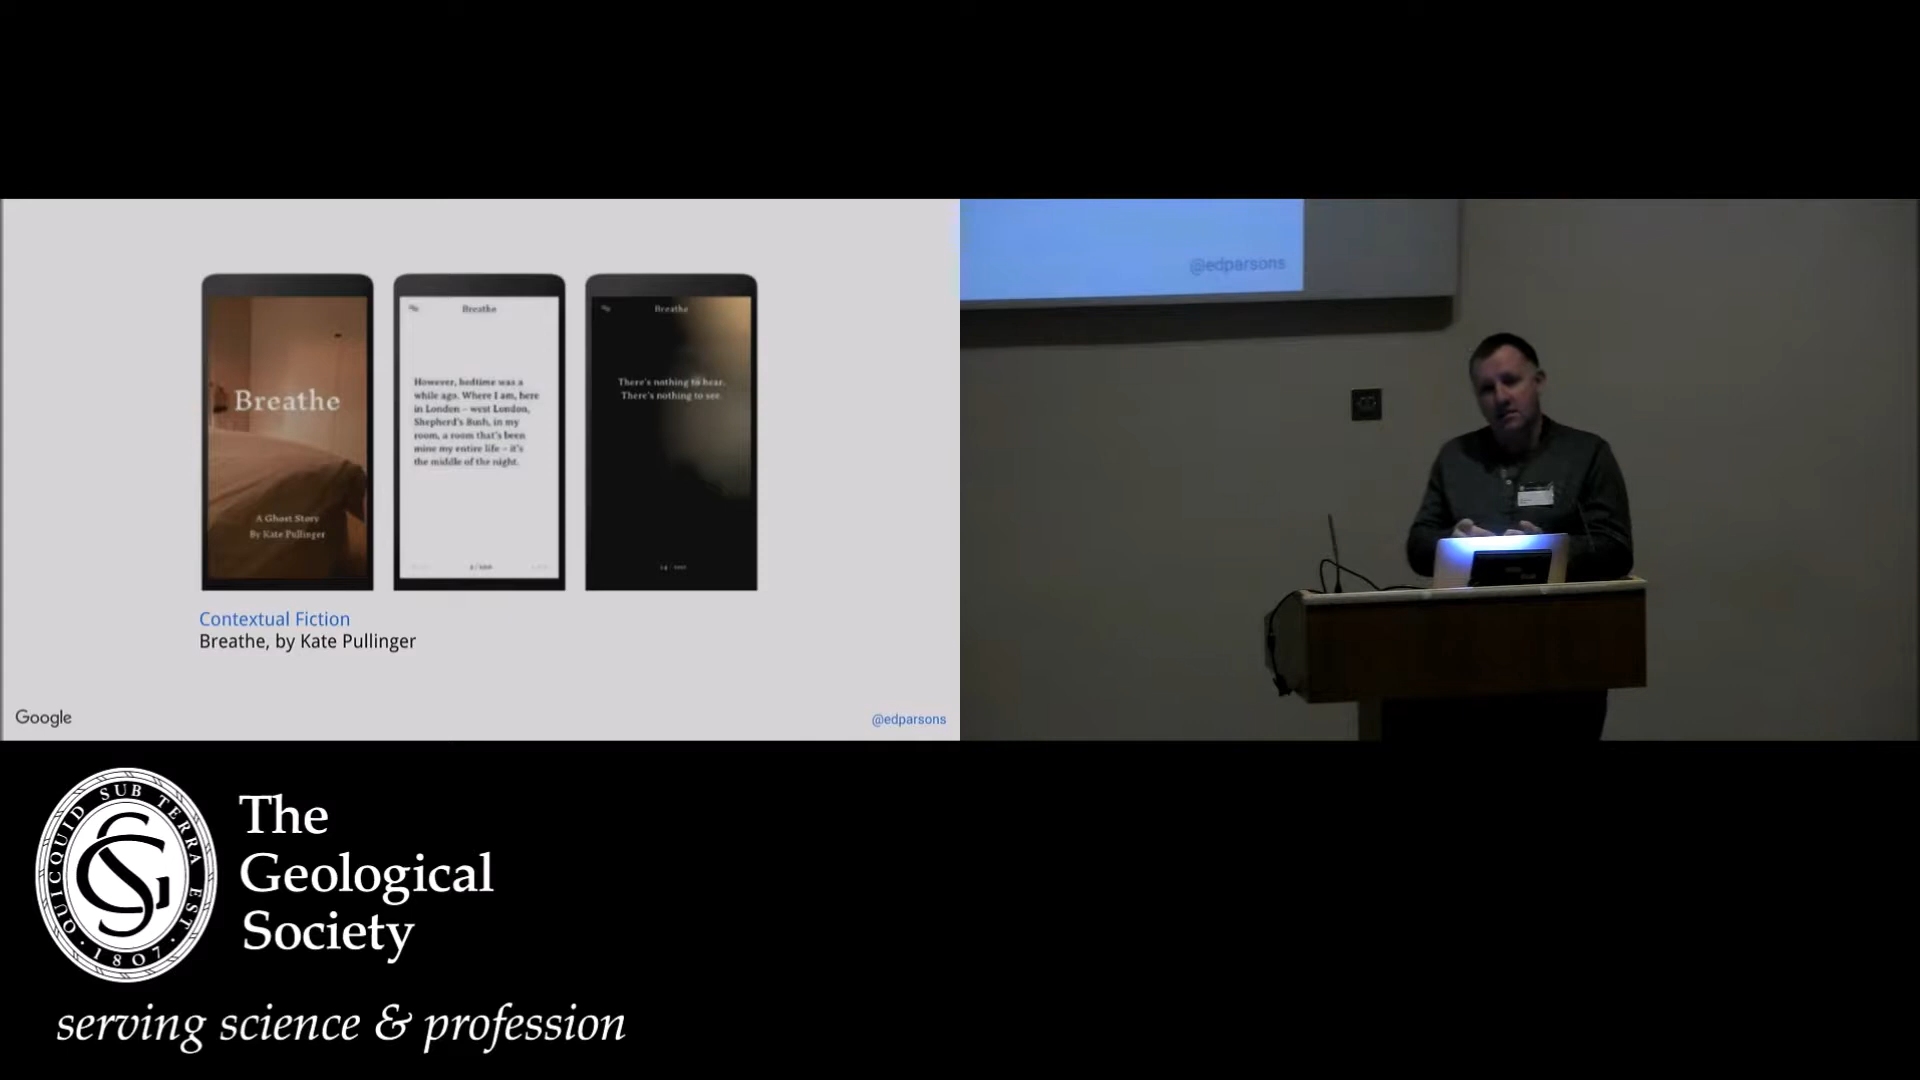 Breathe
A Ghost Story
By Kate Pullinger
Breathe
However, bedtime was a
while ago. Where I am, here
in London – west London,
Shepherd's Bush, in my
room, a room that's been
mine my entire life – it's
the middle of the night.
Breathe
There's nothing to hear.
There's nothing to see.
Contextual Fiction
Breathe, by Kate Pullinger
Google
@edparsons
@edparsons
QUICQUID SUB TERRA EST
1807
The
Geological
Society
serving science & profession